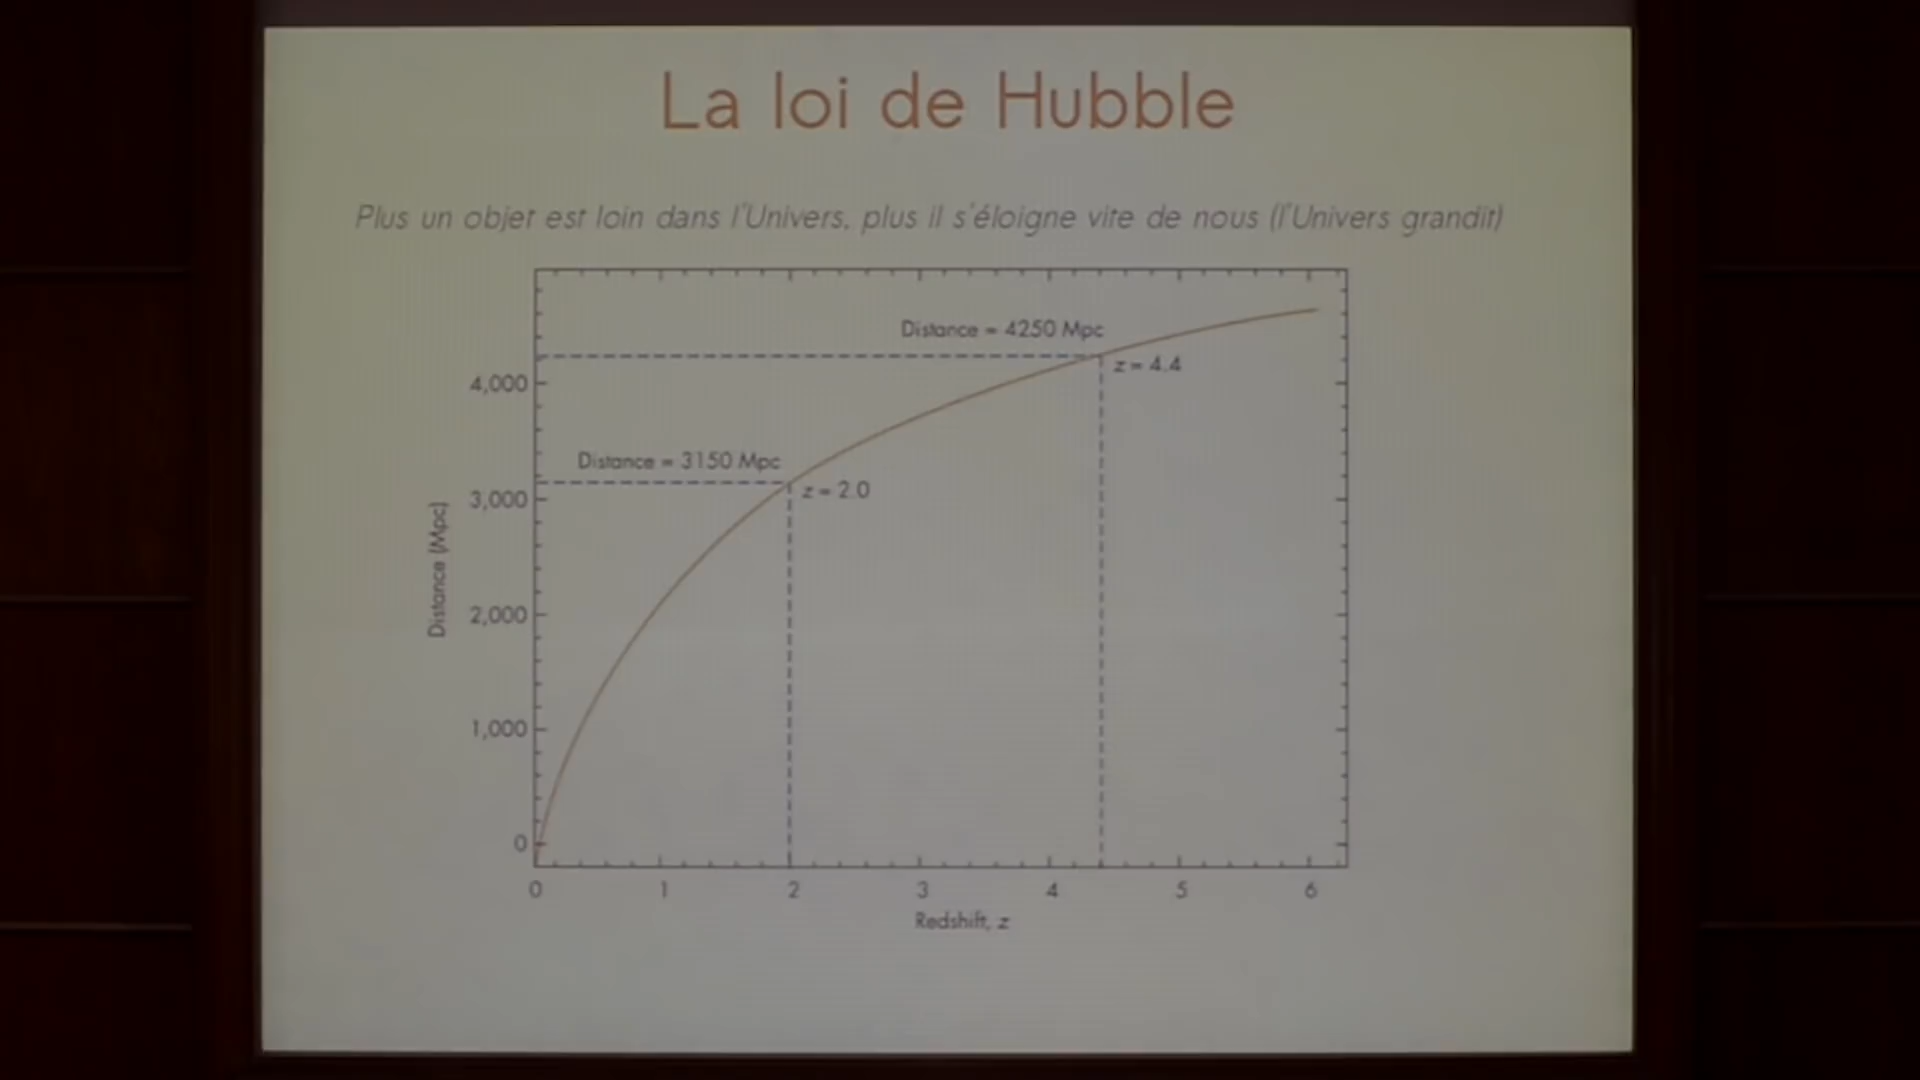 La loi de Hubble
Plus un objet est loin dans l'Univers, plus il s'éloigne vite de nous (l'Univers grandit)
Distance = 4250 Mpc
z = 4.4
4,000
Distance = 3150 Mpc
z = 2.0
3,000
Distance (Mpc)
2,000
1,000
0
0 1 2 3 4 5 6
Redshift, z